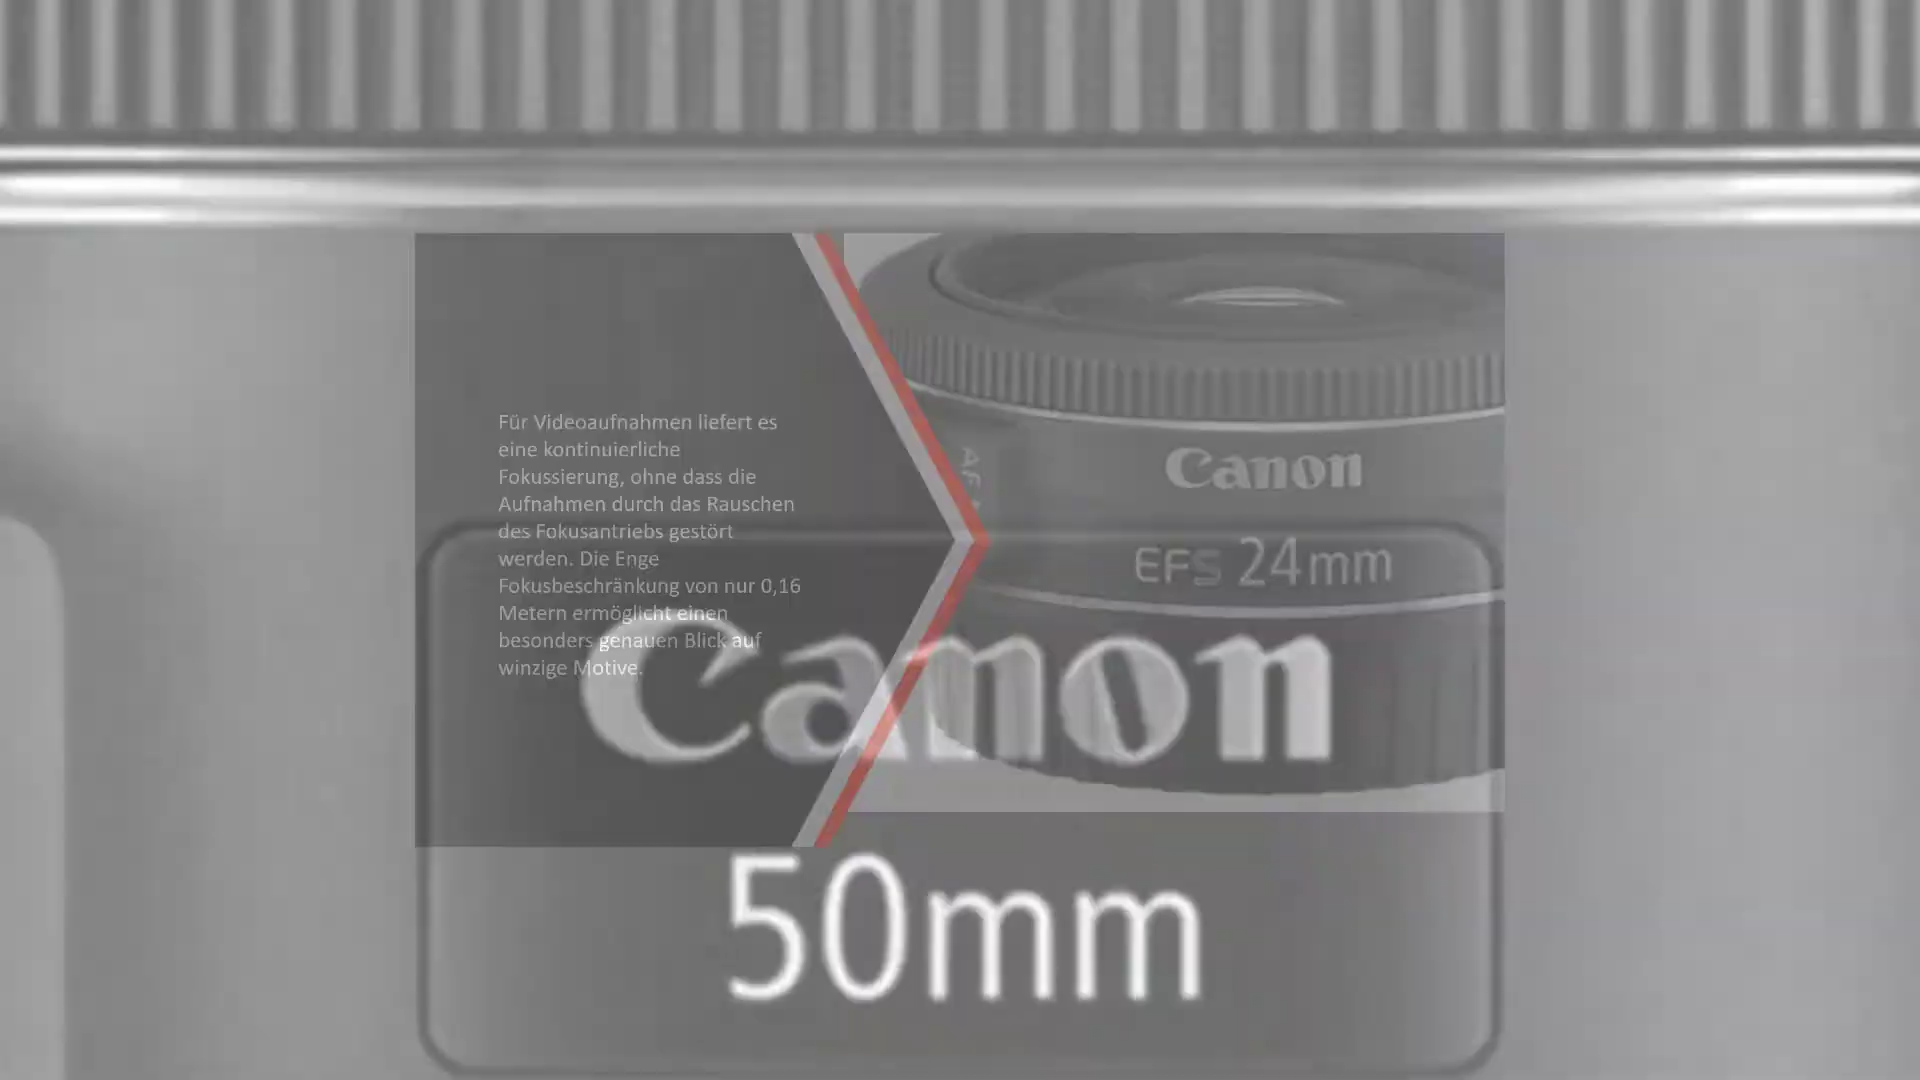 Für Videoaufnahmen liefert es
eine kontinuierliche
Fokussierung, ohne dass die
Aufnahmen durch das Rauschen
des Fokusantriebs gestört
werden. Die Enge
Fokusbeschränkung von nur 0,16
Metern ermöglicht einen
besonders genauen Blick auf
winzige Motive.
AF
Canon
EFS 24mm
Canon
50mm